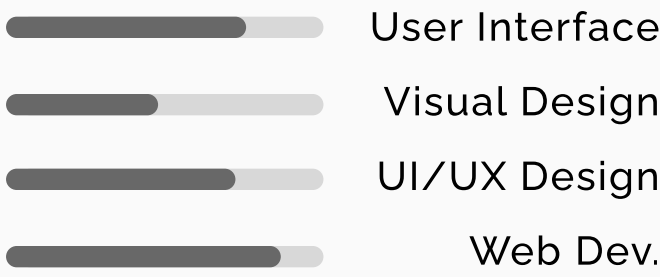 User Interface
Visual Design
UI/UX Design
Web Dev.